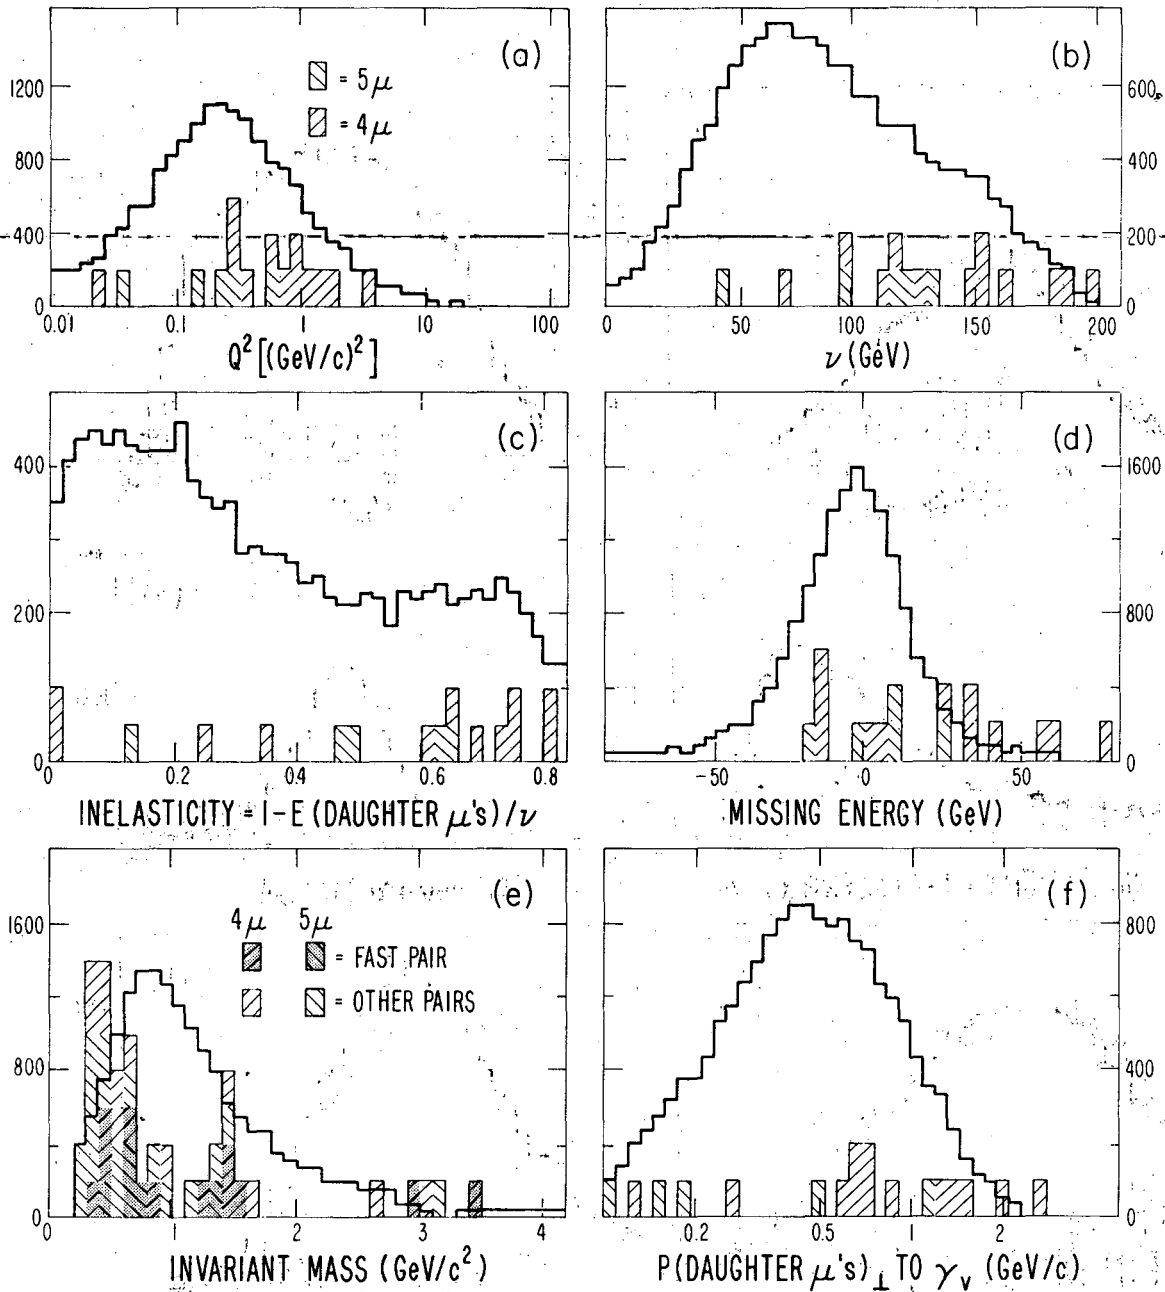 (a)
= 5μ
= 4μ
1200
800
400
0
0.01 0.1 1 10 100
Q² [(GeV/c)²]
(b)
600
400
200
0
0 50 100 150 200
ν (GeV)
(c)
400
200
0
0 0.2 0.4 0.6 0.8
INELASTICITY = 1-E (DAUGHTER μ's)/ν
(d)
1600
800
0
-50 0 50
MISSING ENERGY (GeV)
(e)
4μ 5μ
= FAST PAIR
= OTHER PAIRS
1600
800
0
0 1 2 3 4
INVARIANT MASS (GeV/c²)
(f)
800
400
0
0.2 0.5 1 2
P(DAUGHTER μ's)⊥ TO γᵥ (GeV/c)